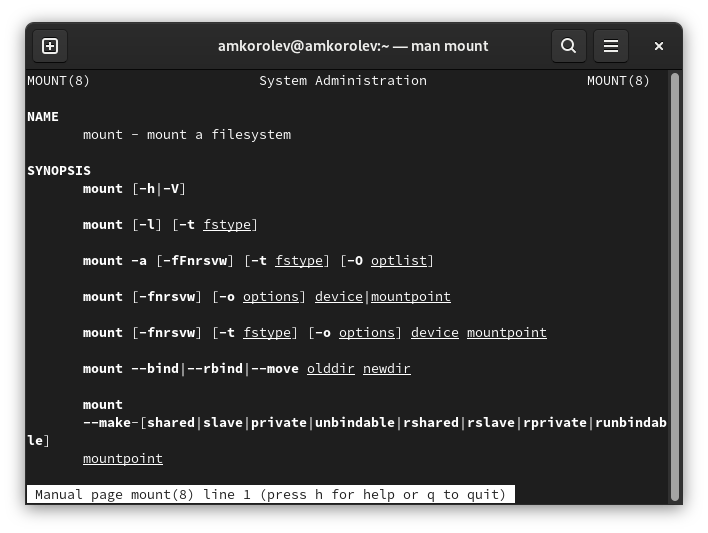 amkorolev@amkorolev:~ — man mount
MOUNT(8) System Administration MOUNT(8)
NAME
mount - mount a filesystem
SYNOPSIS
mount [-h|-V]
mount [-l] [-t fstype]
mount -a [-fFnrsvw] [-t fstype] [-O optlist]
mount [-fnrsvw] [-o options] device|mountpoint
mount [-fnrsvw] [-t fstype] [-o options] device mountpoint
mount --bind|--rbind|--move olddir newdir
mount
--make-[shared|slave|private|unbindable|rshared|rslave|rprivate|runbindab
le]
mountpoint
Manual page mount(8) line 1 (press h for help or q to quit)